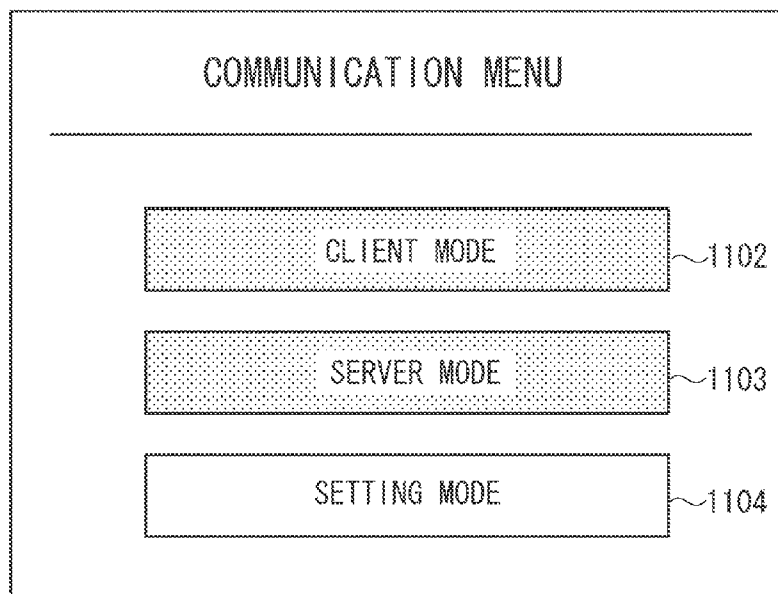 COMMUNICATION MENU
CLIENT MODE
1102
SERVER MODE
1103
SETTING MODE
1104